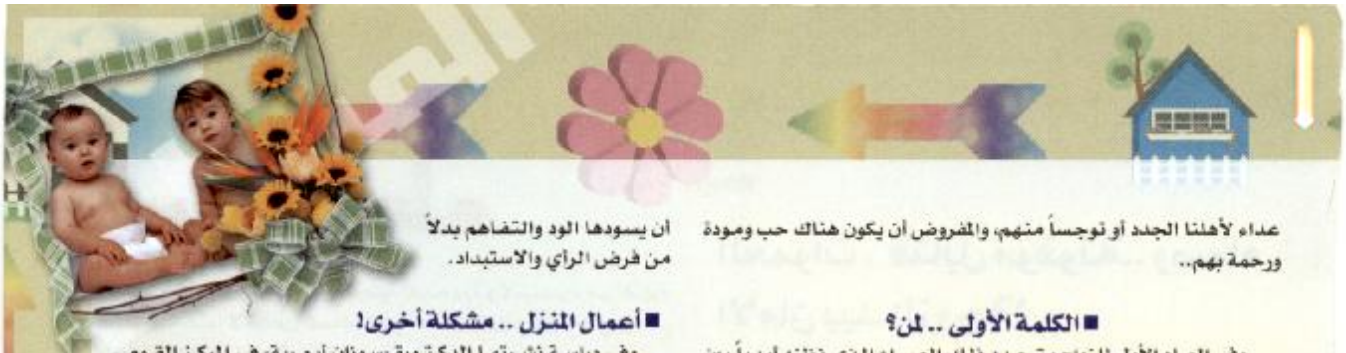 عداء لأهلنا الجدد أو توجساً منهم، والمفروض أن يكون هناك حب ومودة
ورحمة بهم..
■ الكلمة الأولى .. لمن؟
أن يسودها الود والتفاهم بدلاً
من فرض الرأي والاستبداد.
■ أعمال المنزل .. مشكلة أخرى!